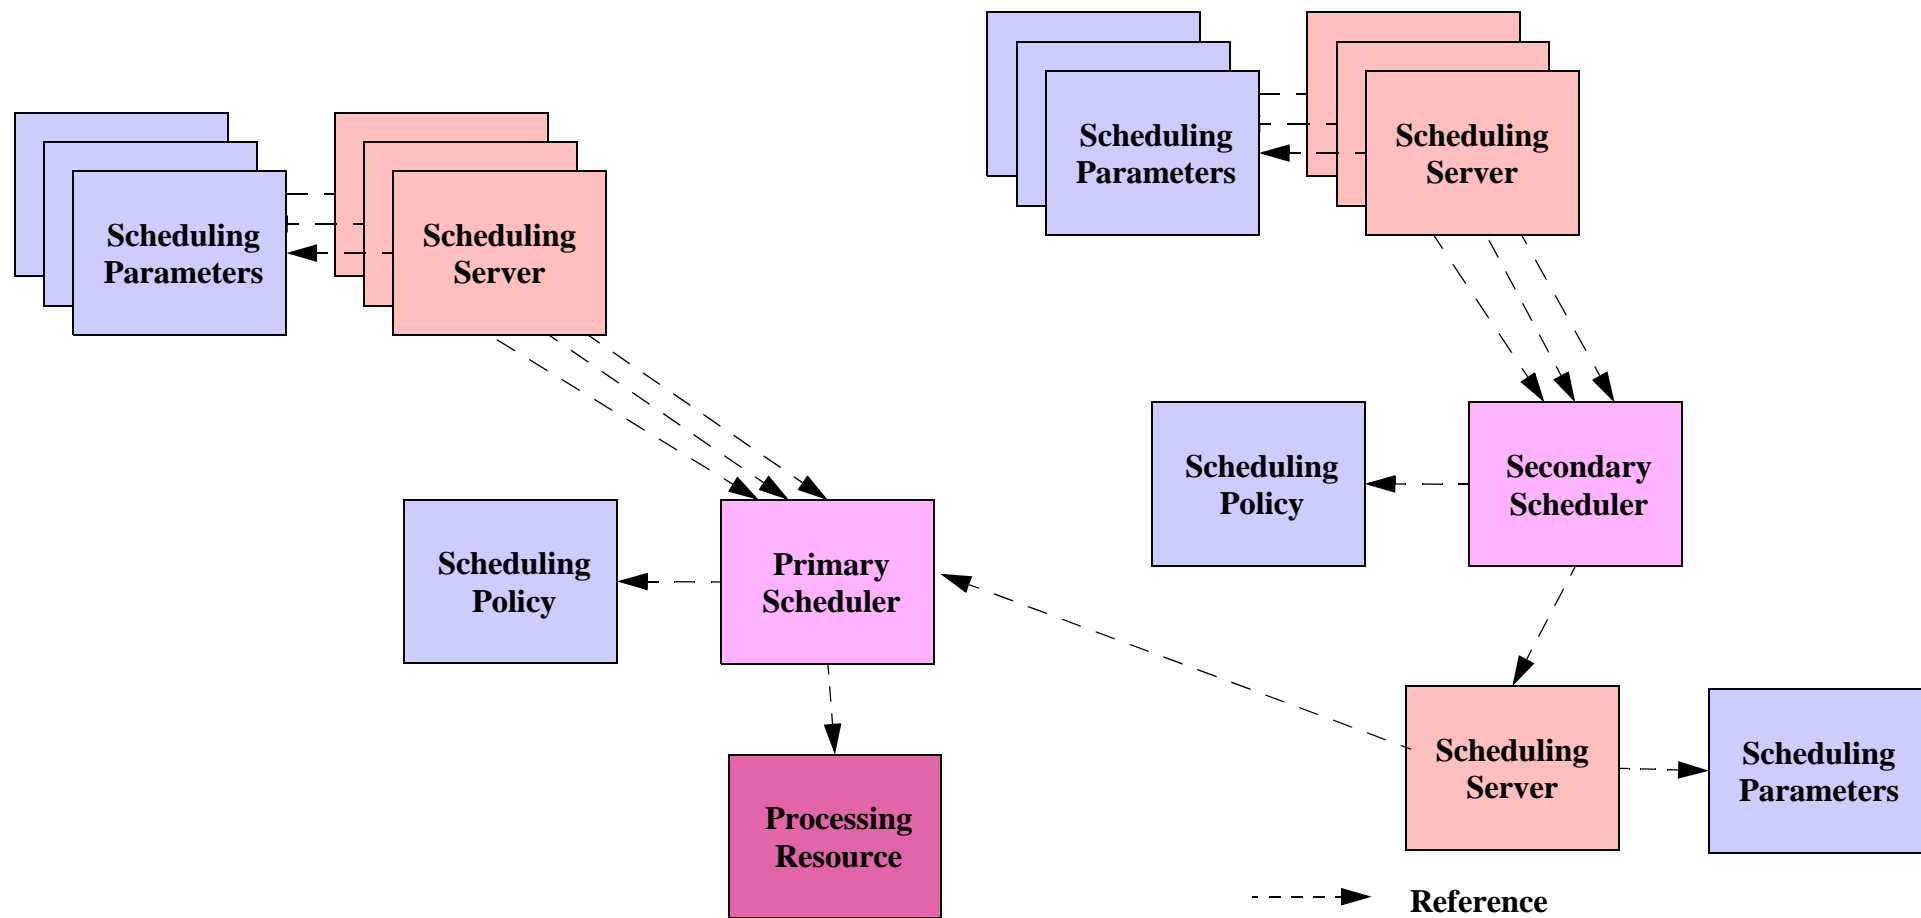 Scheduling
Parameters
Scheduling
Server
Scheduling
Parameters
Scheduling
Server
Scheduling
Policy
Secondary
Scheduler
Scheduling
Policy
Primary
Scheduler
Scheduling
Server
Scheduling
Parameters
Processing
Resource
Reference